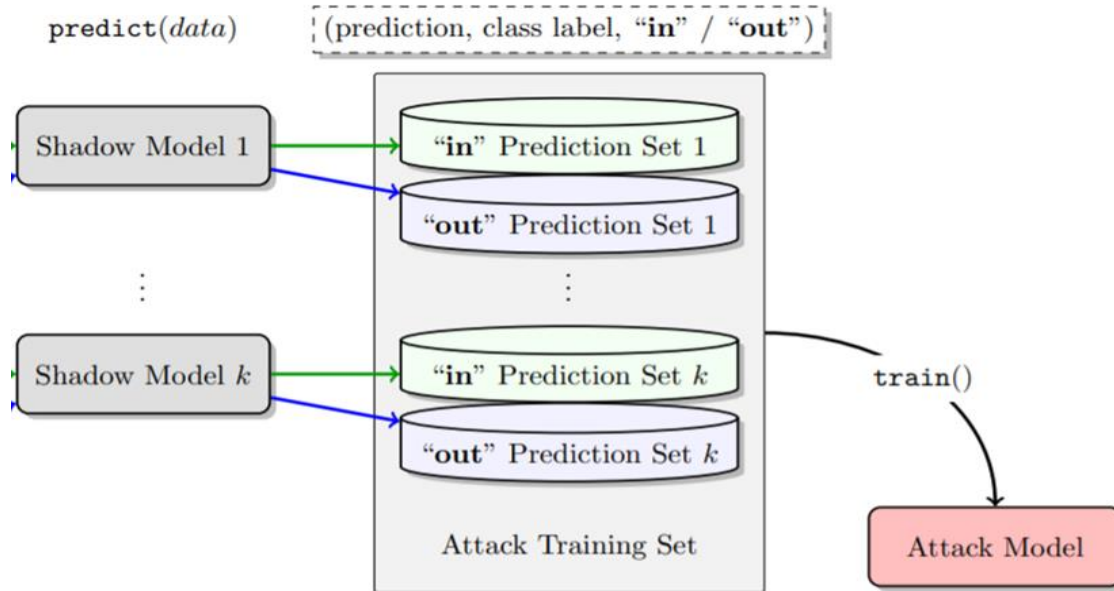 predict(data)
(prediction, class label, “in” / “out”)
Shadow Model 1
“in” Prediction Set 1
“out” Prediction Set 1
⋮
⋮
Shadow Model k
“in” Prediction Set k
“out” Prediction Set k
train()
Attack Training Set
Attack Model